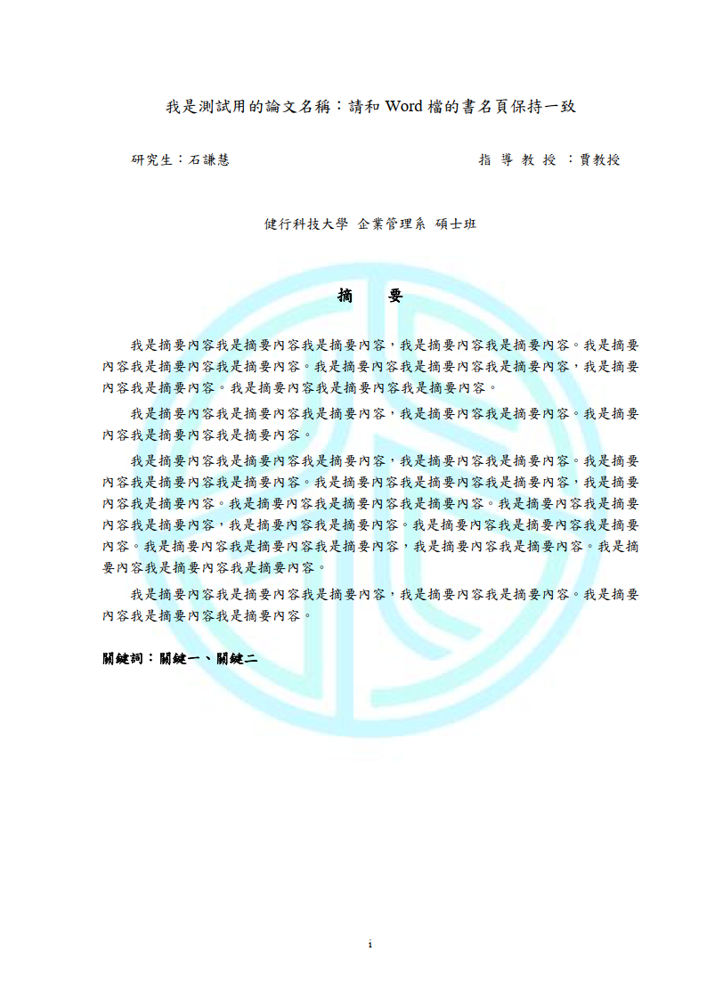 我是測試用的論文名稱：請和 Word 檔的書名頁保持一致
研究生：石謙慧 指 導 教 授 ：賈教授
健行科技大學 企業管理系 碩士班
摘 要
我是摘要內容我是摘要內容我是摘要內容，我是摘要內容我是摘要內容。我是摘要
內容我是摘要內容我是摘要內容。我是摘要內容我是摘要內容我是摘要內容，我是摘要
內容我是摘要內容。我是摘要內容我是摘要內容我是摘要內容。
我是摘要內容我是摘要內容我是摘要內容，我是摘要內容我是摘要內容。我是摘要
內容我是摘要內容我是摘要內容。
我是摘要內容我是摘要內容我是摘要內容，我是摘要內容我是摘要內容。我是摘要
內容我是摘要內容我是摘要內容。我是摘要內容我是摘要內容我是摘要內容，我是摘要
內容我是摘要內容。我是摘要內容我是摘要內容我是摘要內容。我是摘要內容我是摘要
內容我是摘要內容，我是摘要內容我是摘要內容。我是摘要內容我是摘要內容我是摘要
內容。我是摘要內容我是摘要內容我是摘要內容，我是摘要內容我是摘要內容。我是摘
要內容我是摘要內容我是摘要內容。
我是摘要內容我是摘要內容我是摘要內容，我是摘要內容我是摘要內容。我是摘要
內容我是摘要內容我是摘要內容。
關鍵詞：關鍵一、關鍵二
i